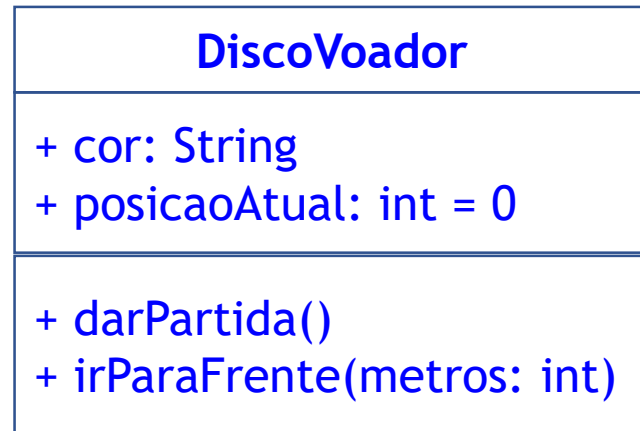 DiscoVoador
+ cor: String
+ posicaoAtual: int = 0
+ darPartida()
+ irParaFrente(metros: int)